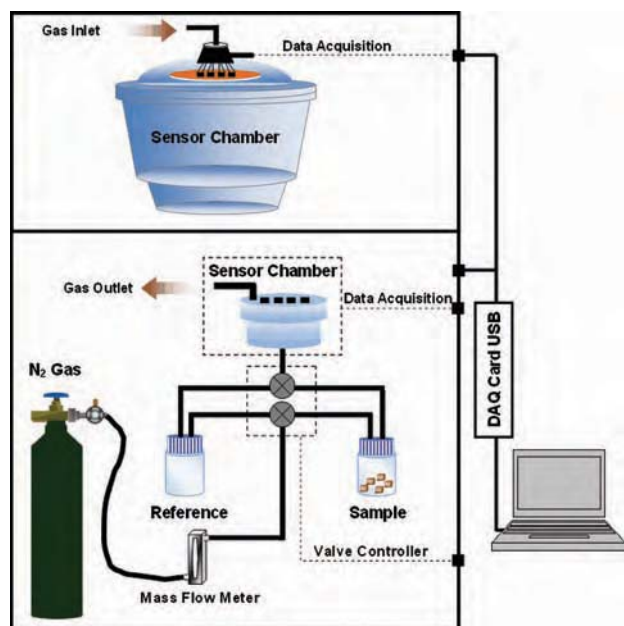 Gas Inlet
Data Acquisition
Sensor Chamber
Sensor Chamber
Gas Outlet
Data Acquisition
N₂ Gas
DAQ Card USB
Reference
Sample
Valve Controller
Mass Flow Meter